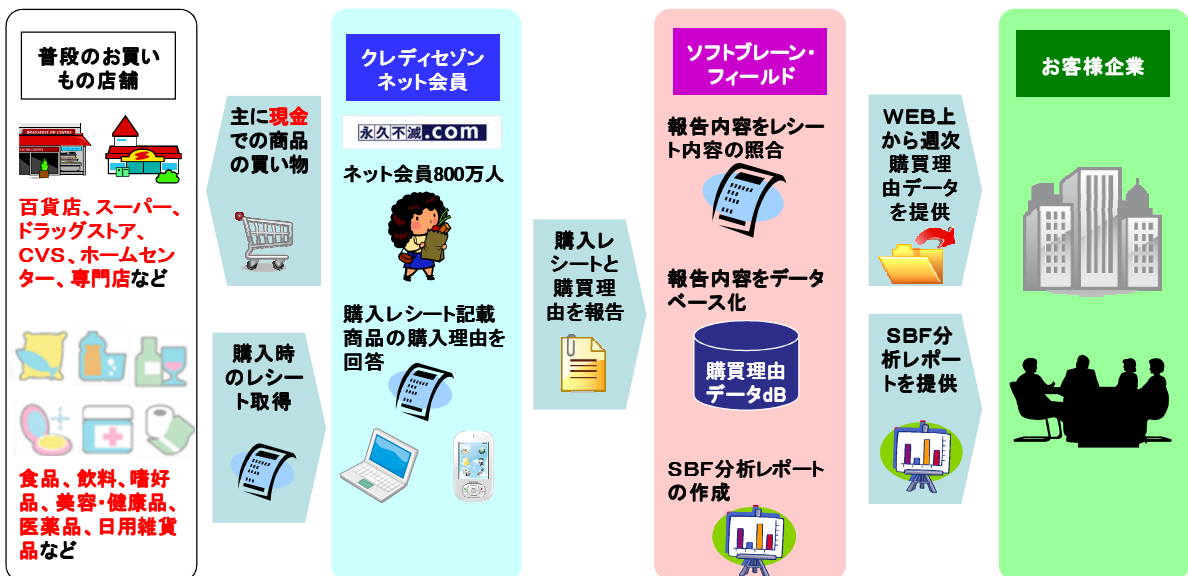 普段のお買い
もの店舗
BRASSERIE DU CENTRE
百貨店、スーパー、
ドラッグストア、
CVS、ホームセン
ター、専門店など
食品、飲料、嗜好
品、美容・健康品、
医薬品、日用雑貨
品など
主に現金
での商品
の買い物
購入時
のレシー
ト取得
クレディセゾン
ネット会員
永久不滅.com
ネット会員800万人
購入レシート記載
商品の購入理由を
回答
購入レ
シートと
購買理
由を報告
ソフトブレーン・
フィールド
報告内容をレシー
ト内容の照合
報告内容をデータ
ベース化
購買理由
データdB
SBF分析レポート
の作成
WEB上
から週次
購買理
由データ
を提供
SBF分
析レポー
トを提供
お客様企業